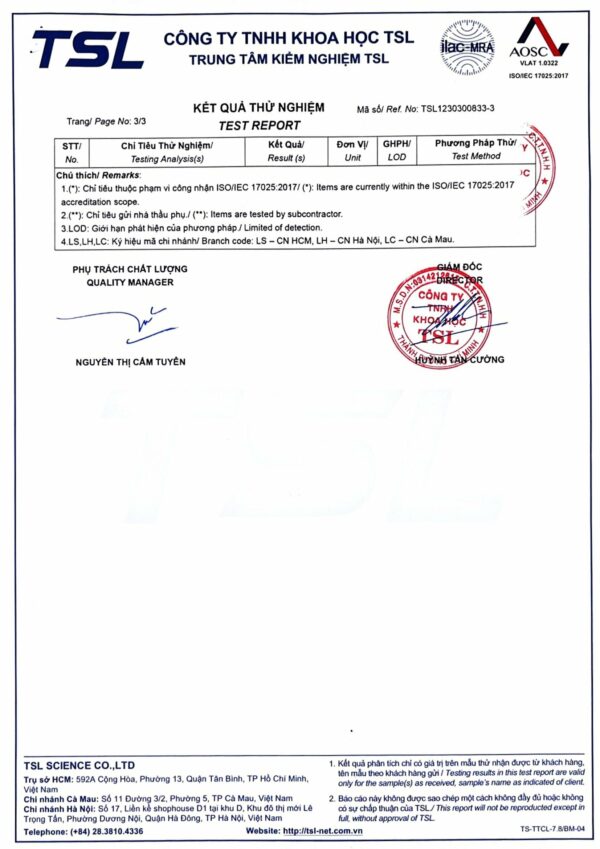 TSL
CÔNG TY TNHH KHOA HỌC TSL
TRUNG TÂM KIỂM NGHIỆM TSL
ilac-MRA
AOSC
VLAT 1.0322
ISO/IEC 17025:2017
KẾT QUẢ THỬ NGHIỆM
Mã số/ Ref. No: TSL1230300833-3
Trang/ Page No: 3/3
TEST REPORT
STT/ Chỉ Tiêu Thử Nghiệm/ Kết Quả/ Đơn Vị/ GHPH/ Phương Pháp Thử/
No. Testing Analysis(s) Result (s) Unit LOD Test Method
Chú thích/ Remarks:
1.(*): Chỉ tiêu thuộc phạm vi công nhận ISO/IEC 17025:2017/ (*): Items are currently within the ISO/IEC 17025:2017
accreditation scope.
2.(**): Chỉ tiêu gửi nhà thầu phụ./ (**): Items are tested by subcontractor.
3.LOD: Giới hạn phát hiện của phương pháp./ Limited of detection.
4.LS,LH,LC: Ký hiệu mã chi nhánh/ Branch code: LS – CN HCM, LH – CN Hà Nội, LC – CN Cà Mau.
PHỤ TRÁCH CHẤT LƯỢNG
QUALITY MANAGER
GIÁM ĐỐC
DIRECTOR
CÔNG TY
TNHH
KHOA HỌC
TSL
NGUYỄN THỊ CẨM TUYÊN
HUỲNH TẤN CƯỜNG
TSL
TSL SCIENCE CO.,LTD
Trụ sở HCM: 592A Cộng Hòa, Phường 13, Quận Tân Bình, TP Hồ Chí Minh,
Việt Nam
Chi nhánh Cà Mau: Số 11 Đường 3/2, Phường 5, TP Cà Mau, Việt Nam
Chi nhánh Hà Nội: Số 17, Liền kề shophouse D1 tại khu D, Khu đô thị mới Lê
Trọng Tấn, Phường Dương Nội, Quận Hà Đông, TP Hà Nội, Việt Nam
Telephone: (+84) 28.3810.4336 Website: http://tsl-net.com.vn
1. Kết quả phân tích chỉ có giá trị trên mẫu thử nhận được từ khách hàng,
tên mẫu theo khách hàng gửi / Testing results in this test report are valid
only for the sample(s) as received, sample's name as indicated of client.
2. Báo cáo này không được sao chép một cách không đầy đủ hoặc không
có sự chấp thuận của TSL./ This report will not be reproduced except in
full, without approval of TSL.
TS-TTCL-7.8/BM-04